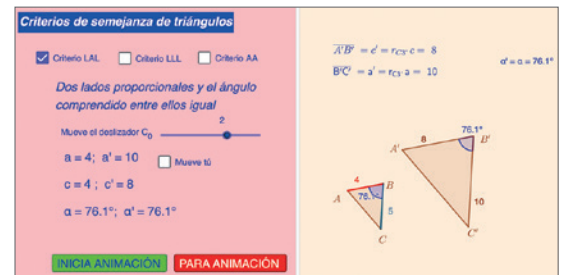 Criterios de semejanza de triángulos
Criterio LAL Criterio LLL Criterio AA
Dos lados proporcionales y el ángulo
comprendido entre ellos igual
2
Mueve el deslizador C₀
a = 4; a' = 10 Mueve tú
c = 4 ; c' = 8
α = 76.1°; α' = 76.1°
INICIA ANIMACIÓN PARA ANIMACIÓN
A'B' = c' = r c = 8
B'C' = a' = r a = 10
α' = α = 76.1°
76.1°
8
B'
A'
4
B
76.1°
A
10
5
C
C'